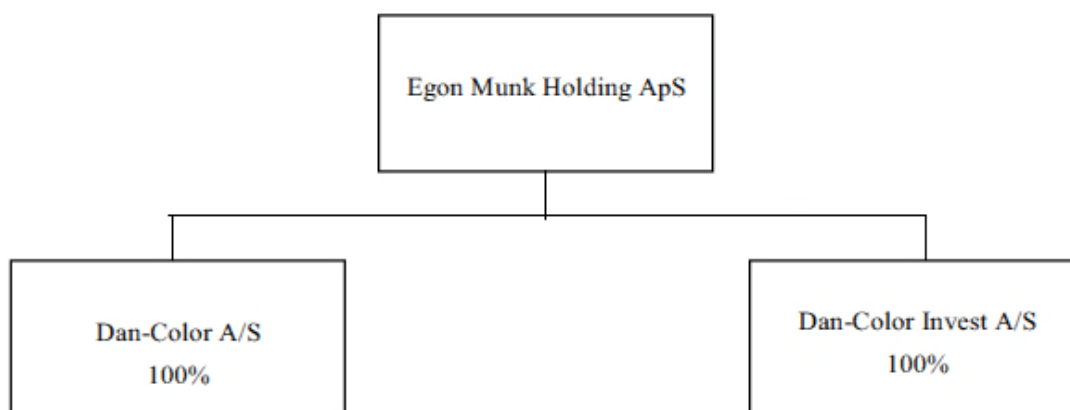 Egon Munk Holding ApS
Dan-Color A/S
100%
Dan-Color Invest A/S
100%